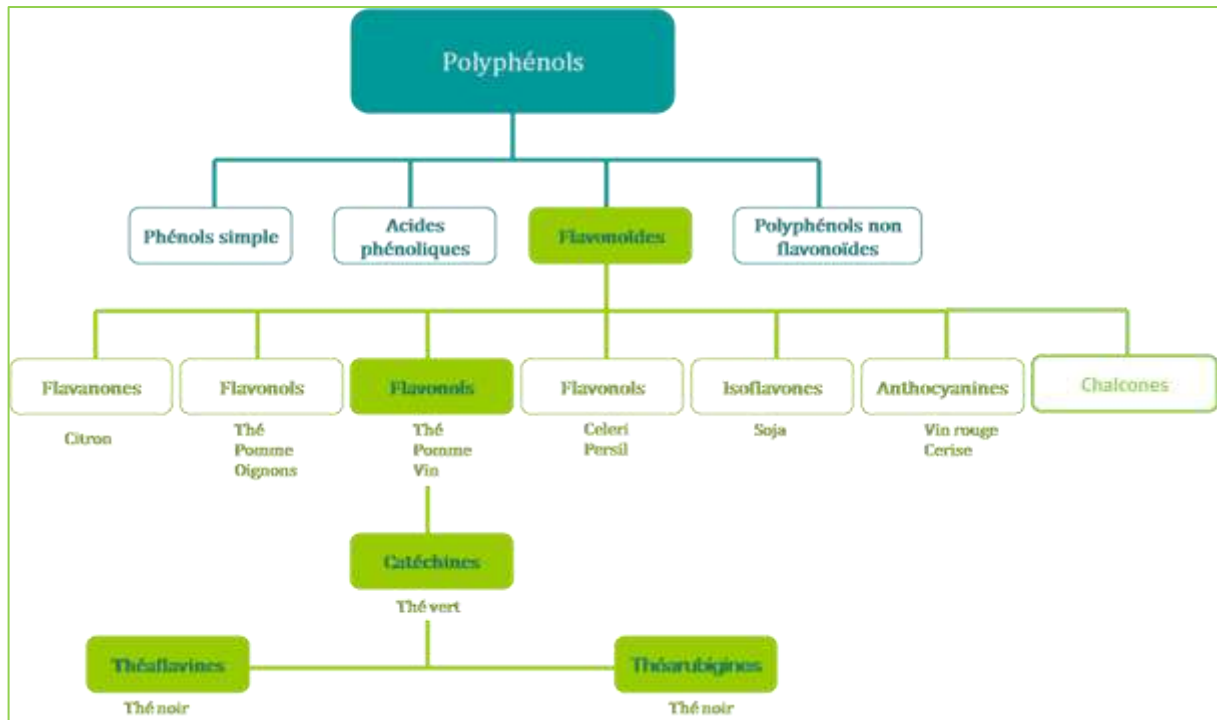 Polyphénols
Phénols simple
Acides
phénoliques
Flavonoïdes
Polyphénols non
flavonoïdes
Flavanones
Flavonols
Flavonols
Flavonols
Isoflavones
Anthocyanines
Chalcones
Citron
Thé
Pomme
Oignons
Thé
Pomme
Vin
Celeri
Persil
Soja
Vin rouge
Cerise
Catéchines
Thé vert
Théaflavines
Théarubigines
Thé noir
Thé noir